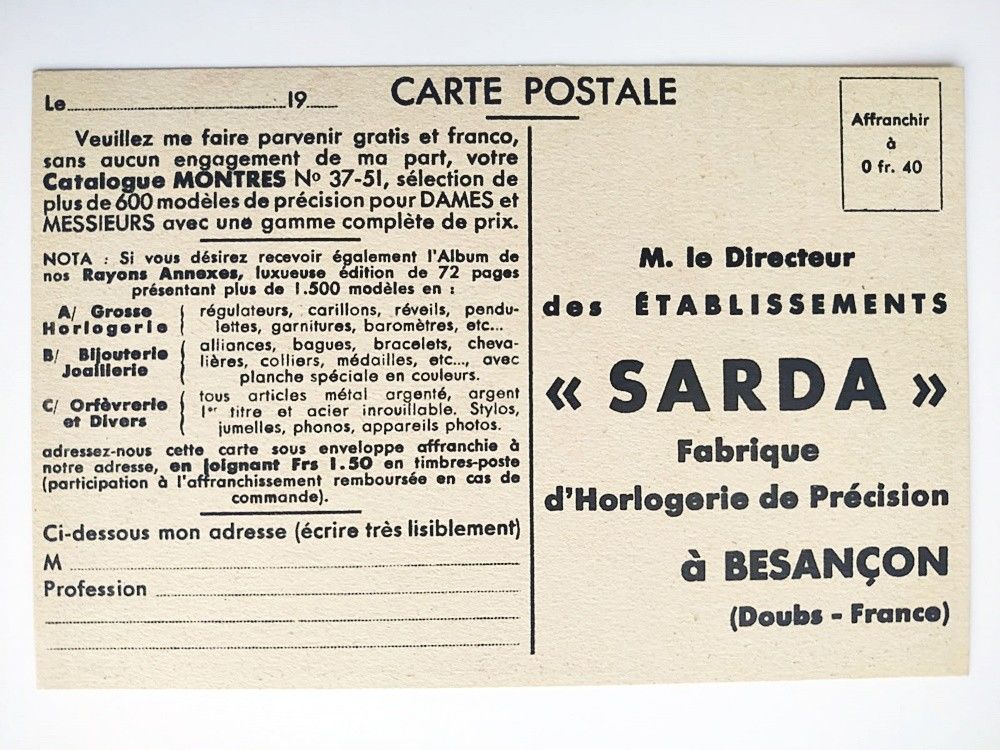 CARTE POSTALE
Le 19
Veuillez me faire parvenir gratis et franco,
sans aucun engagement de ma part, votre
Catalogue MONTRES Nº 37-51, sélection de
plus de 600 modèles de précision pour DAMES et
MESSIEURS avec une gamme complète de prix.
NOTA : Si vous désirez recevoir également l'Album de
nos Rayons Annexes, luxueuse édition de 72 pages
présentant plus de 1.500 modèles en :
A/ Grosse Horlogerie { régulateurs, carillons, réveils, pendu-
lettes, garnitures, baromètres, etc...
B/ Bijouterie Joaillerie { alliances, bagues, bracelets, cheva-
lières, colliers, médailles, etc..., avec
planche spéciale en couleurs.
C/ Orfèvrerie et Divers { tous articles métal argenté, argent
1er titre et acier inrouillable. Stylos,
jumelles, phonos, appareils photos.
adressez-nous cette carte sous enveloppe affranchie à
notre adresse, en joignant Frs 1.50 en timbres-poste
(participation à l'affranchissement remboursée en cas de
commande).
Ci-dessous mon adresse (écrire très lisiblement)
M
Profession
Affranchir
à
0 fr. 40
M. le Directeur
des ÉTABLISSEMENTS
« SARDA »
Fabrique
d'Horlogerie de Précision
à BESANÇON
(Doubs - France)